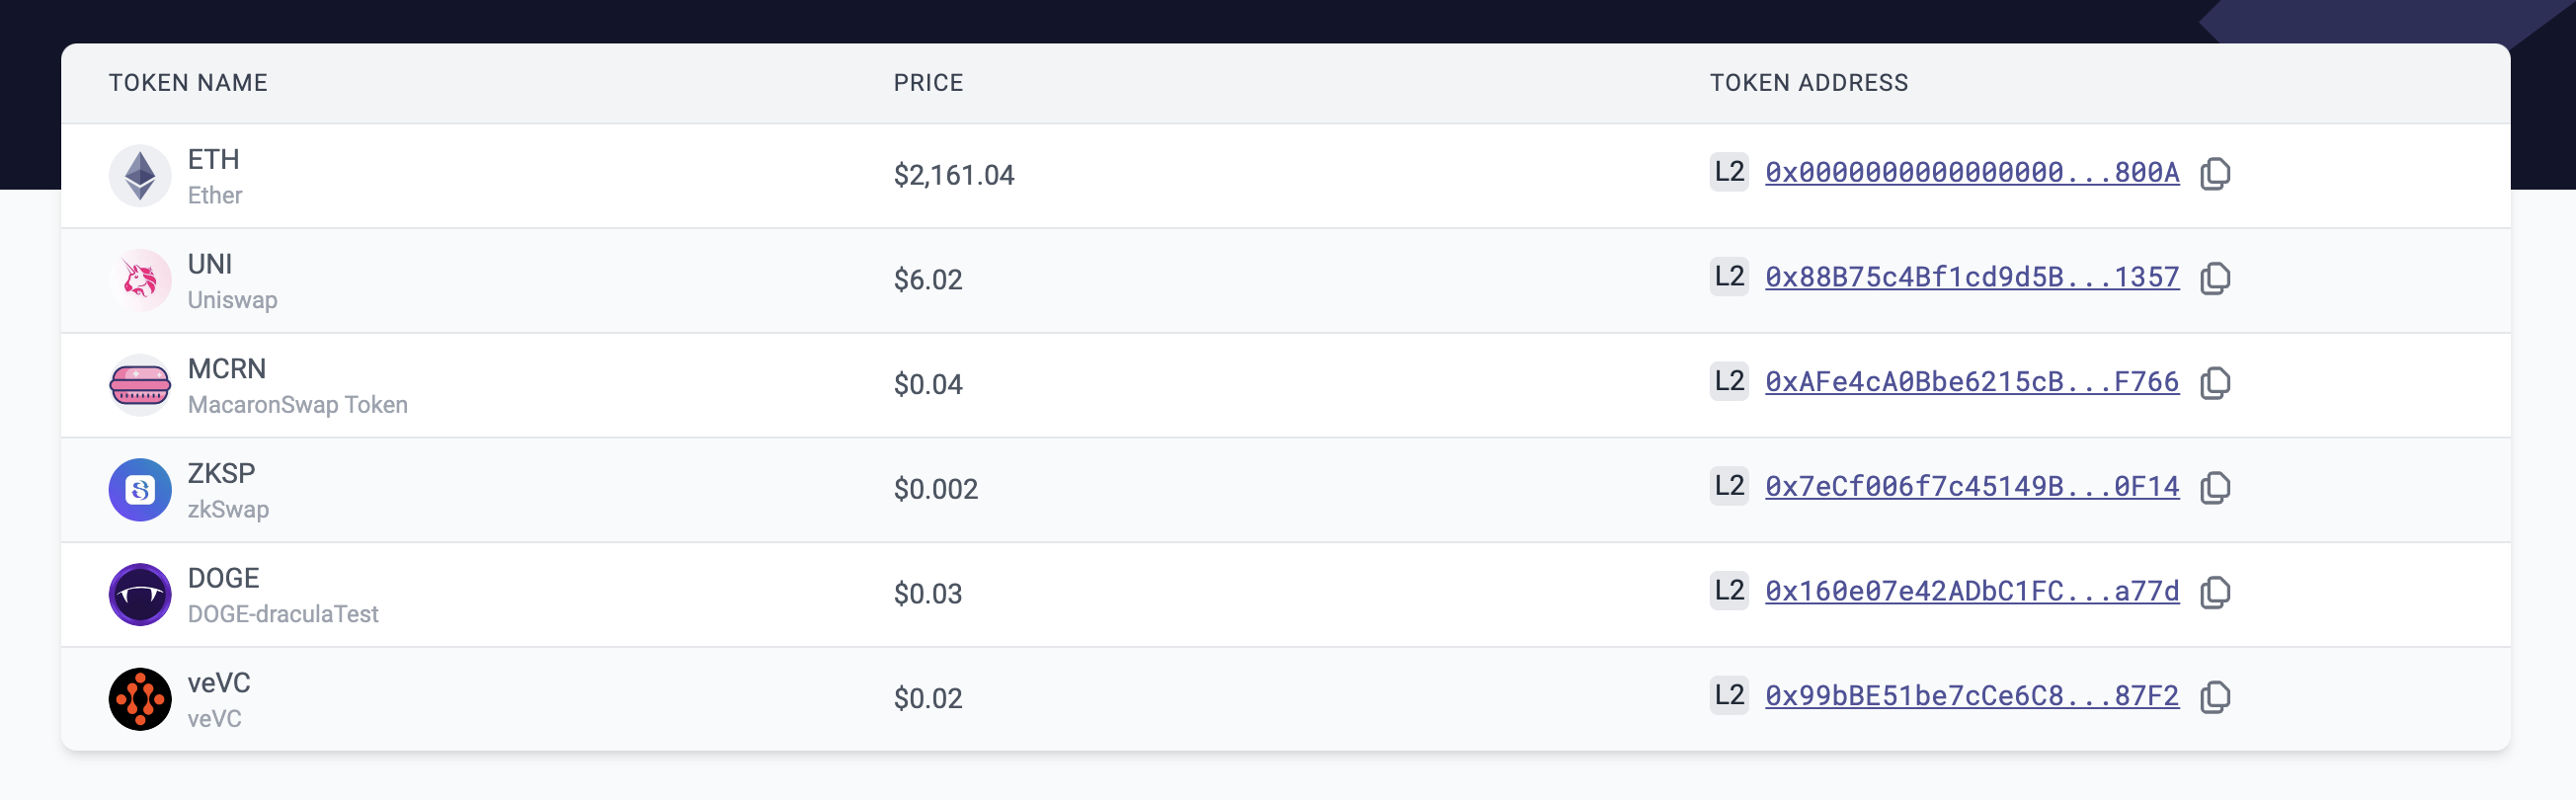 TOKEN NAME PRICE TOKEN ADDRESS
ETH
Ether
$2,161.04
L2 0x0000000000000000...800A
UNI
Uniswap
$6.02
L2 0x88B75c4Bf1cd9d5B...1357
MCRN
MacaronSwap Token
$0.04
L2 0xAFe4cA0Bbe6215cB...F766
ZKSP
zkSwap
$0.002
L2 0x7eCf006f7c45149B...0F14
DOGE
DOGE-draculaTest
$0.03
L2 0x160e07e42ADbC1FC...a77d
veVC
veVC
$0.02
L2 0x99bBE51be7cCe6C8...87F2